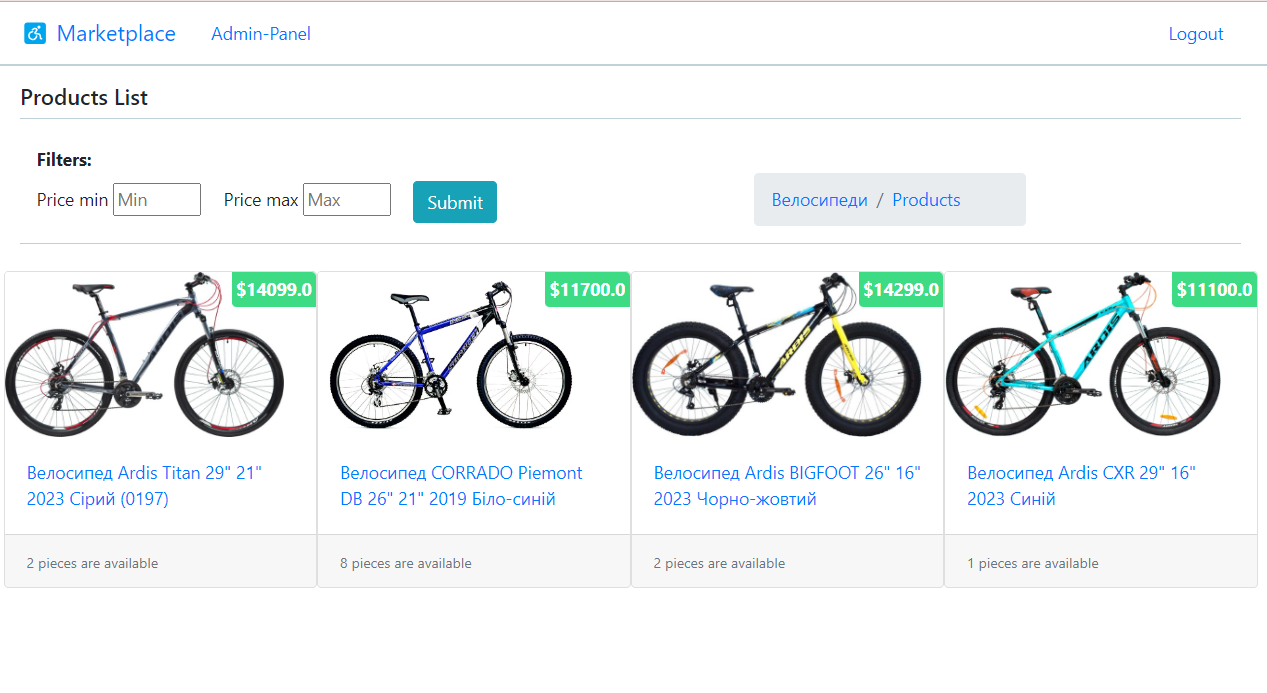 Marketplace Admin-Panel Logout
Products List
Filters:
Price min Min Price max Max Submit
Велосипеди / Products
$14099.0
$11700.0
$14299.0
$11100.0
ARDIS
ARDIS
Велосипед Ardis Titan 29" 21"
2023 Сірий (0197)
Велосипед CORRADO Piemont
DB 26" 21" 2019 Біло-синій
Велосипед Ardis BIGFOOT 26" 16"
2023 Чорно-жовтий
Велосипед Ardis CXR 29" 16"
2023 Синій
2 pieces are available
8 pieces are available
2 pieces are available
1 pieces are available